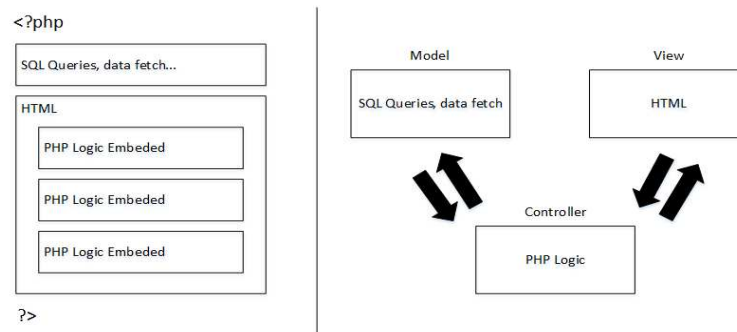 <?php
SQL Queries, data fetch...
HTML
PHP Logic Embeded
PHP Logic Embeded
PHP Logic Embeded
?>
Model
SQL Queries, data fetch
View
HTML
Controller
PHP Logic